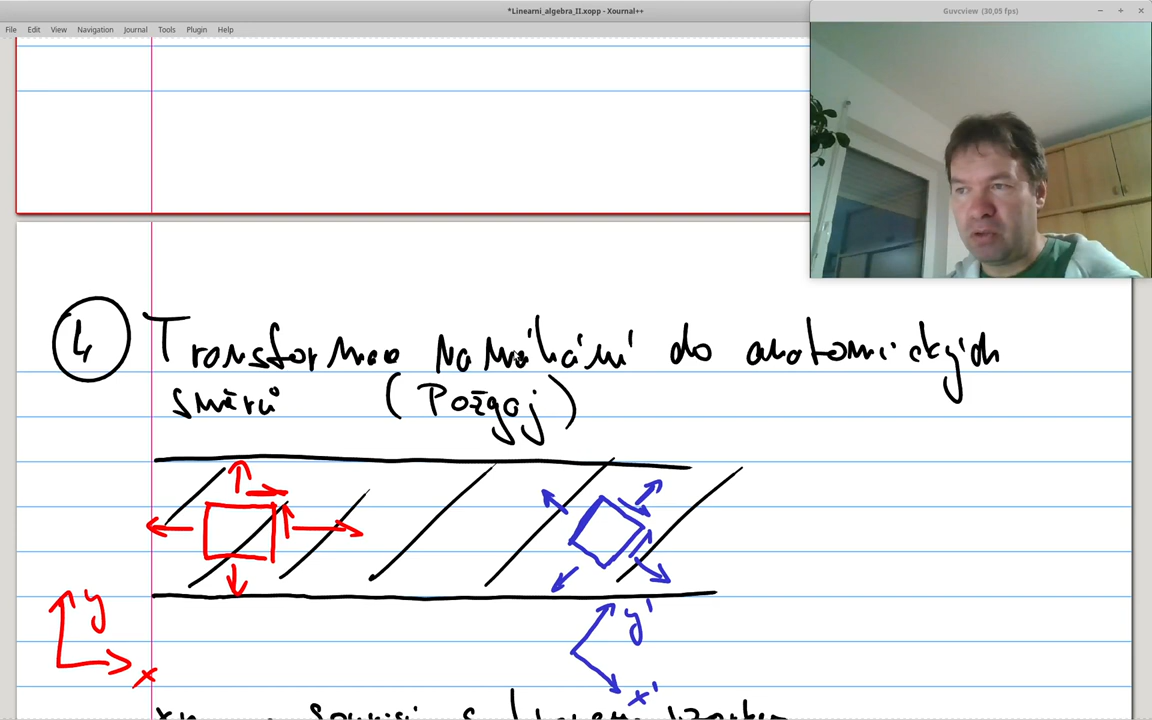 *Linearni_algebra_II.xopp - Xournal++
Guvcview (30,05 fps)
File Edit View Navigation Journal Tools Plugin Help
4 Transformace namáhání do anatomických
směrů (Požgaj)
y
x
y'
x'
souvisí s